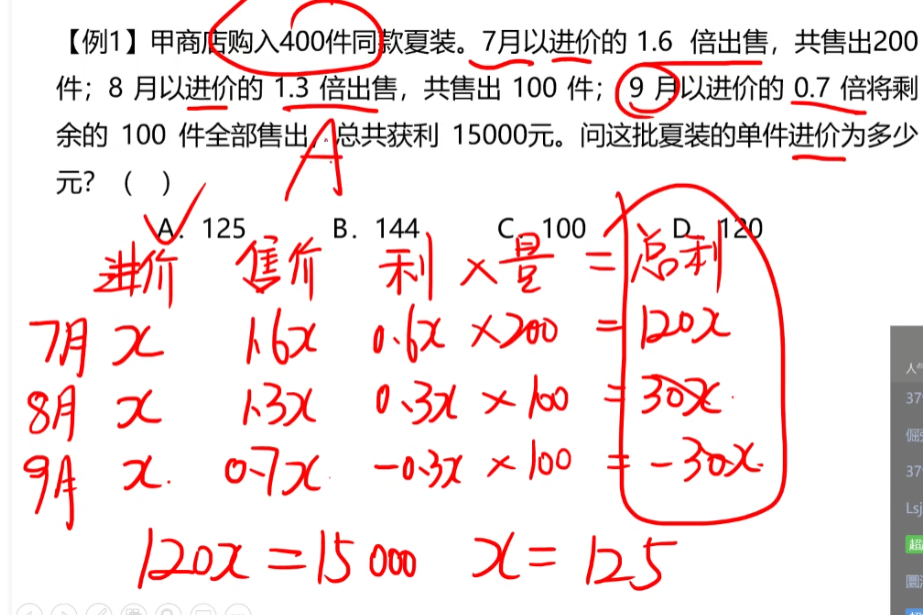 【例1】甲商店购入400件同款夏装。7月以进价的 1.6 倍出售，共售出200
件；8 月以进价的 1.3 倍出售，共售出 100 件；9 月以进价的 0.7 倍将剩
余的 100 件全部售出，总共获利 15000元。问这批夏装的单件进价为多少
元？（ ）
A
A. 125 B. 144 C. 100 D. 120
进价 售价 利 × 量 = 总利
7月 x 1.6x 0.6x × 200 = 120x
8月 x 1.3x 0.3x × 100 = 30x
9月 x 0.7x -0.3x × 100 = -30x
120x = 15000 x = 125
人气
37
倔
37
Lsj
超